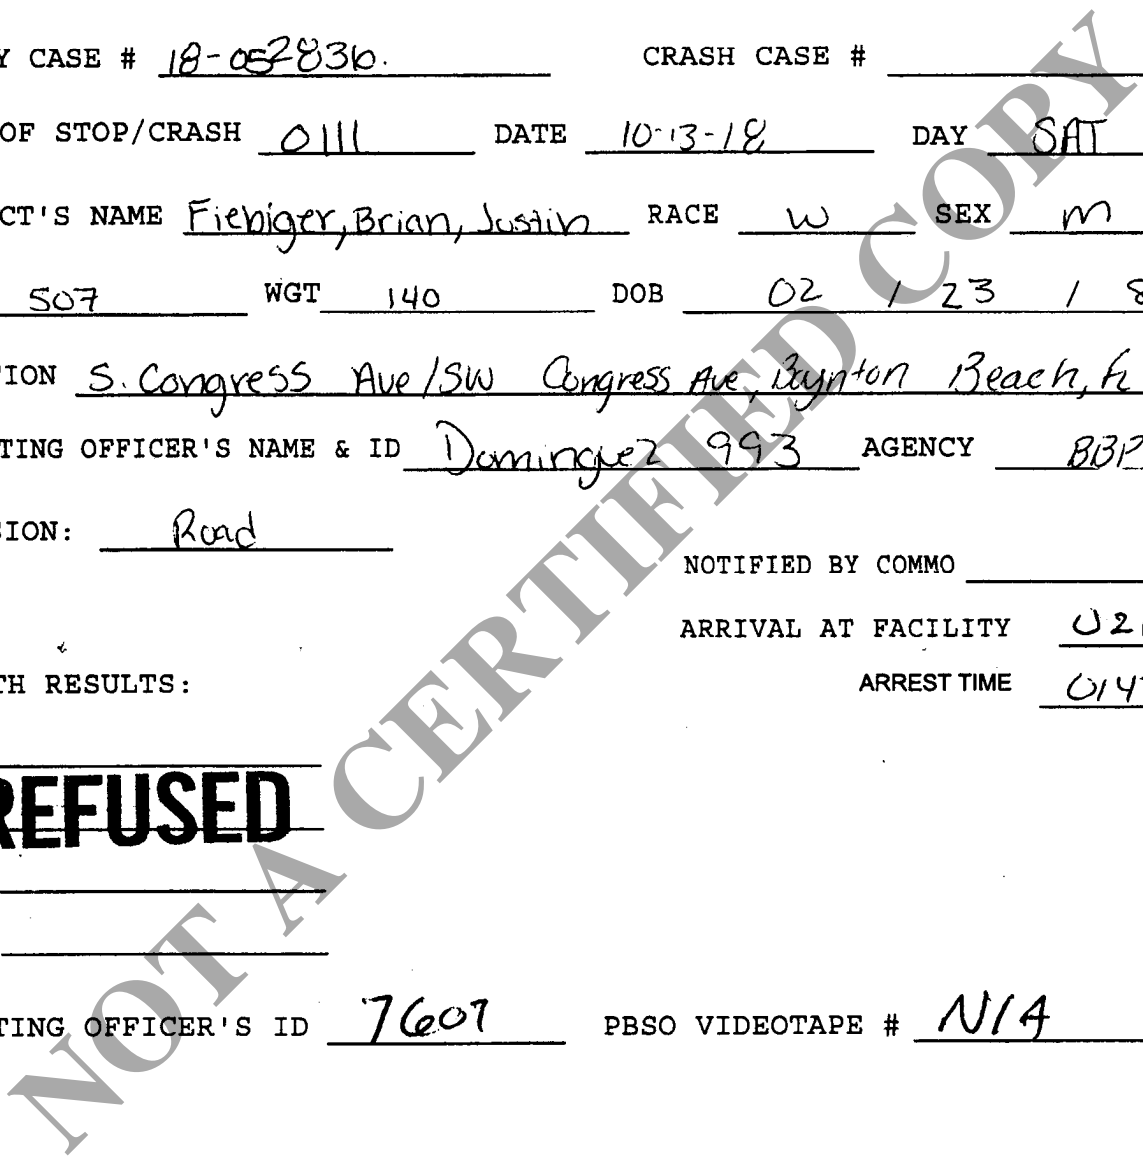 Y CASE # 18-052836. CRASH CASE #
OF STOP/CRASH 0111 DATE 10-13-18 DAY SAT
CT'S NAME Fiebiger, Brian, Justin RACE W SEX M
507 WGT 140 DOB 02 / 23 / 8
ION S. Congress Ave / SW Congress Ave, Boynton Beach, FL
TING OFFICER'S NAME & ID Dominguez 993 AGENCY BBP
SION: Road
NOTIFIED BY COMMO
ARRIVAL AT FACILITY 02
TH RESULTS: ARREST TIME 014
REFUSED
TING OFFICER'S ID 7607 PBSO VIDEOTAPE # N/A
NOT A CERTIFIED COPY